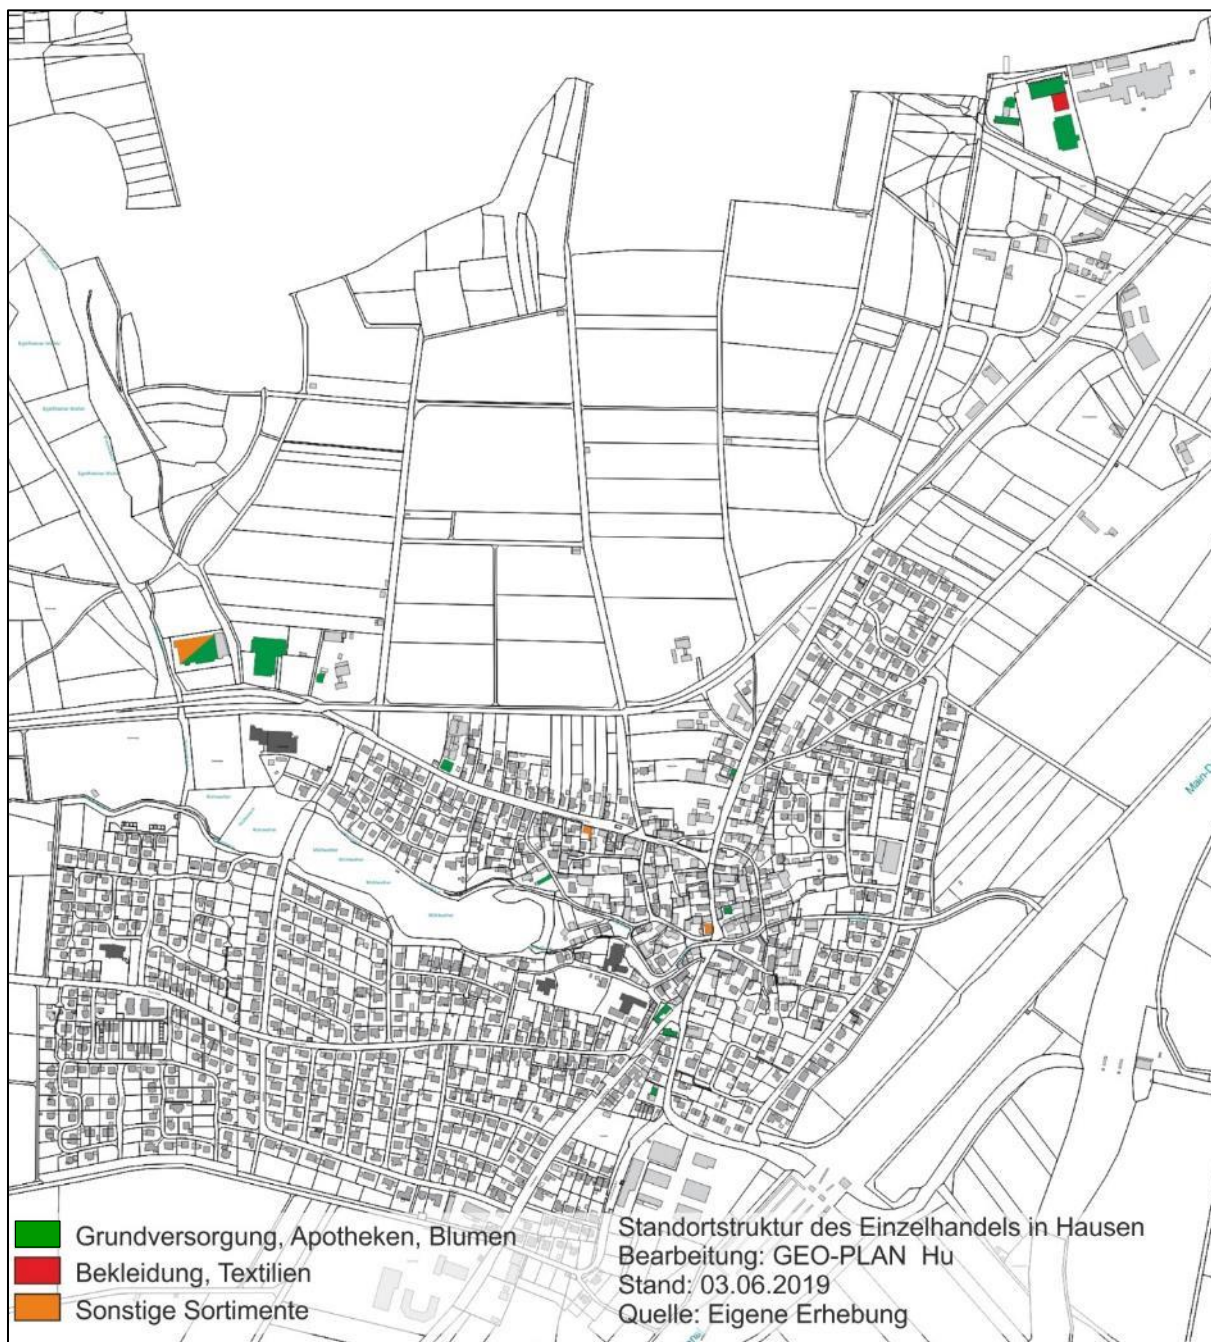 Main-D
Grundversorgung, Apotheken, Blumen
Bekleidung, Textilien
Sonstige Sortimente
Standortstruktur des Einzelhandels in Hausen
Bearbeitung: GEO-PLAN Hu
Stand: 03.06.2019
Quelle: Eigene Erhebung